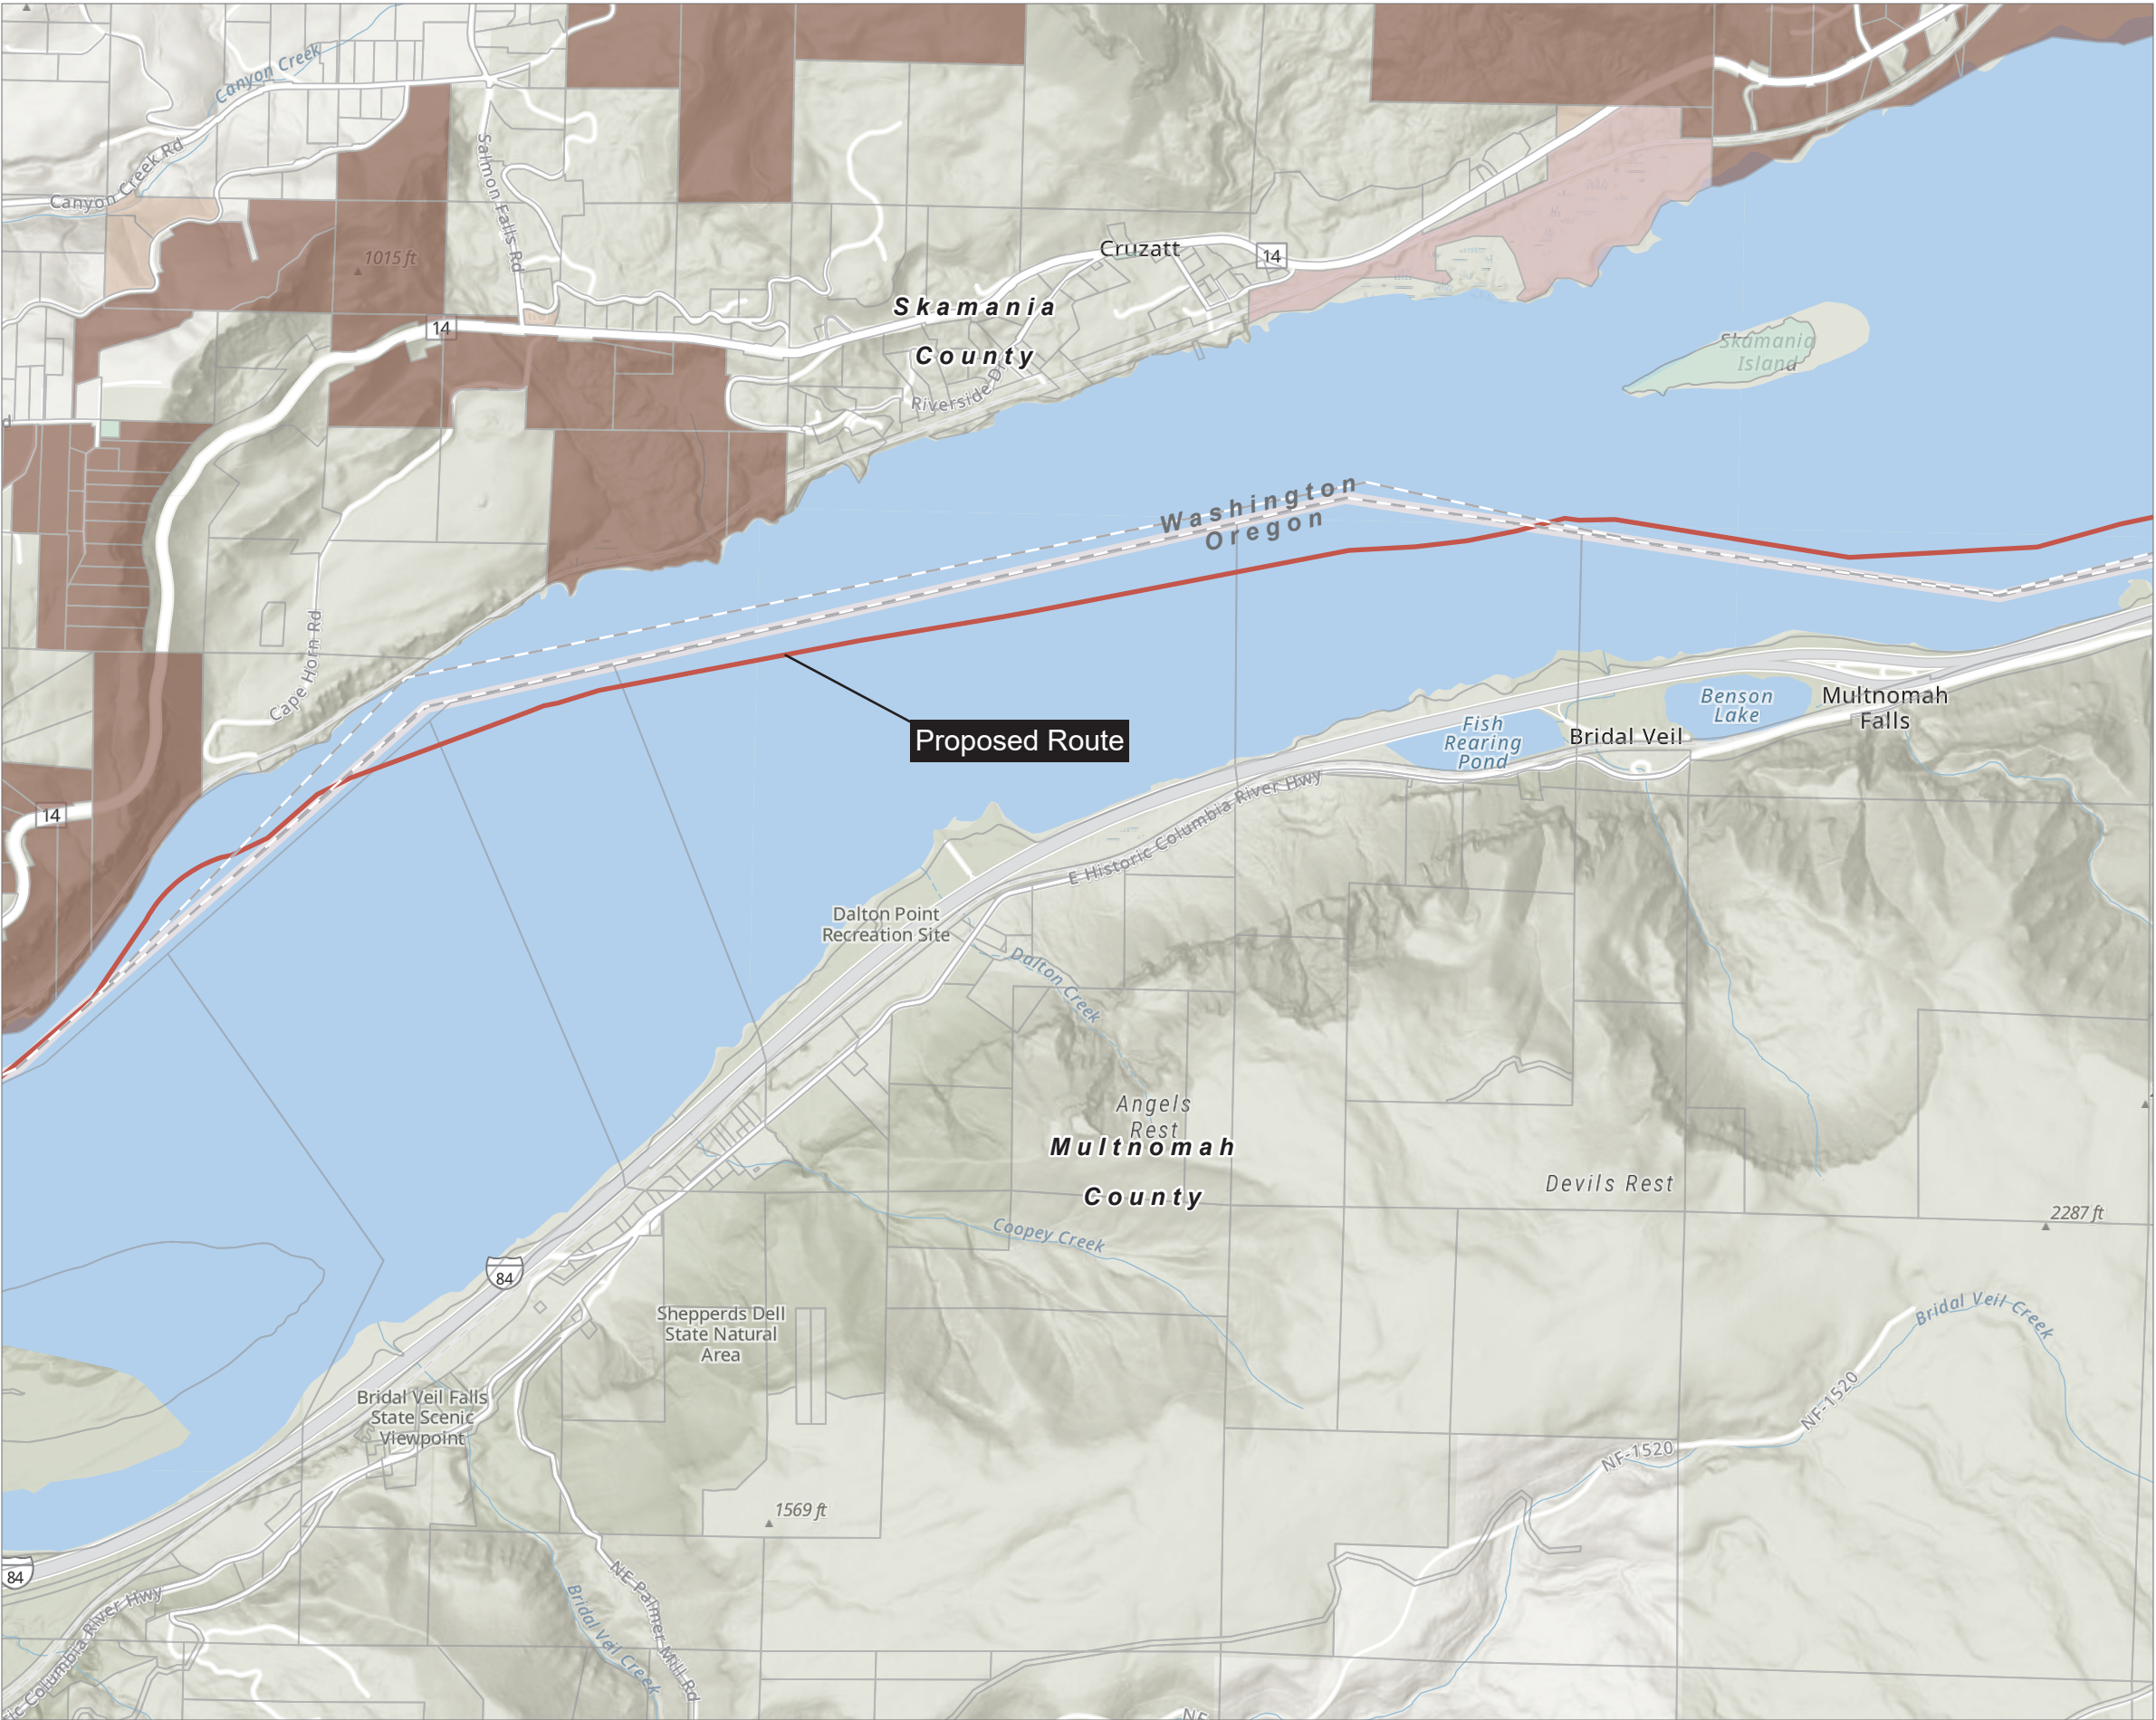 Canyon Creek
Canyon Creek Rd
Salmon Falls Rd
1015 ft
14
Cruzatt
14
Skamania
County
Riverside Dr
Skamania
Island
d
Washington
Oregon
Cape Horn Rd
14
Proposed Route
Fish
Rearing
Pond
Benson
Lake
Bridal Veil
Multnomah
Falls
E Historic Columbia River Hwy
Dalton Point
Recreation Site
Dalton Creek
Angels
Rest
Multnomah
County
Devils Rest
2287 ft
Coopey Creek
84
Shepperds Dell
State Natural
Area
Bridal Veil Creek
Bridal Veil Falls
State Scenic
Viewpoint
NF-1520
NF-1520
1569 ft
84
ic Columbia River Hwy
NE Palmer Mill Rd
Bridal Veil Creek
NF